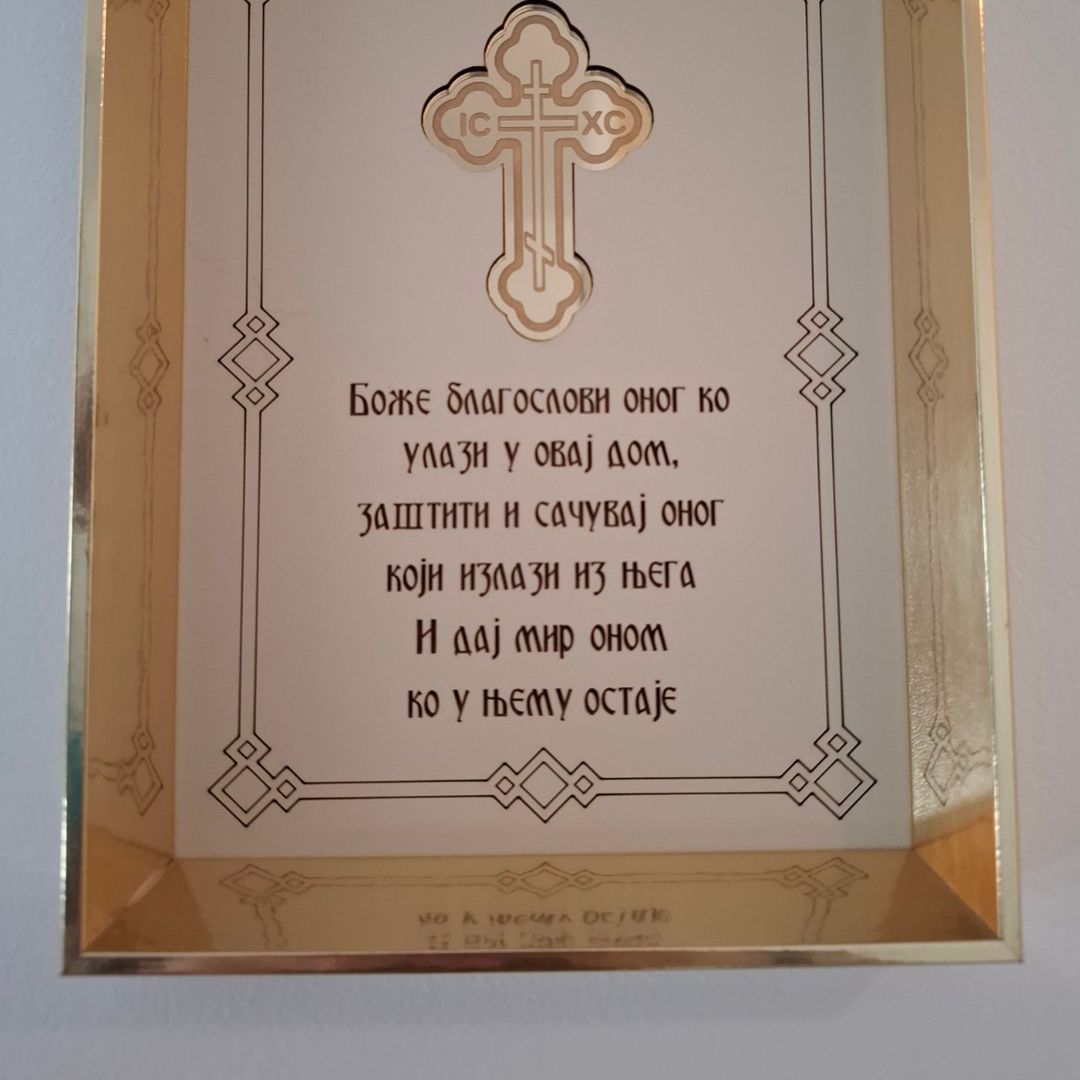 IC XC
Боже благослови оног ко
улази у овај дом,
заштити и сачувај оног
који излази из њега
И дај мир оном
ко у њему остаје